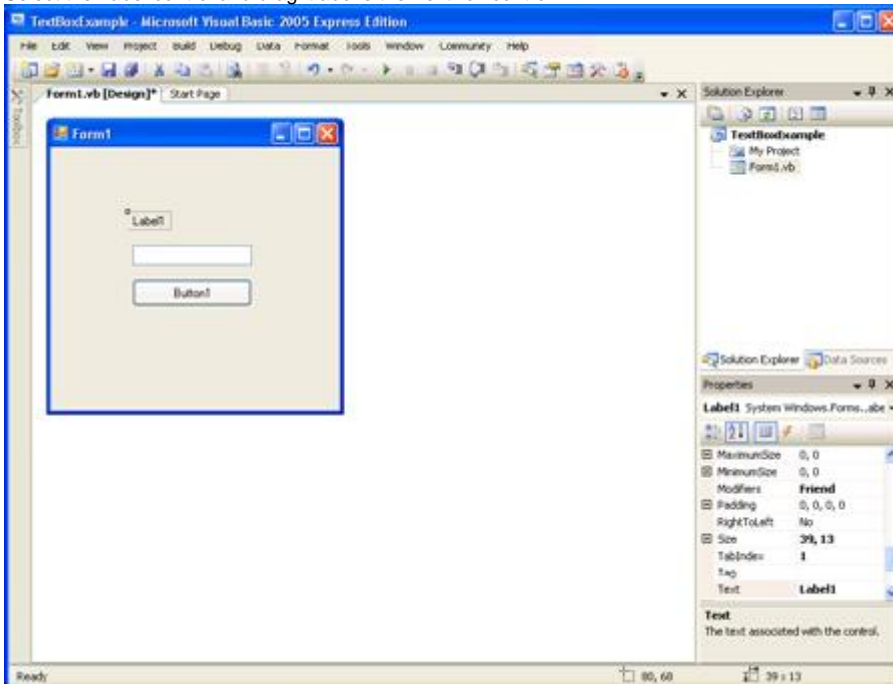 TextBoxExample - Microsoft Visual Basic 2005 Express Edition
File Edit View Project Build Debug Data Format Tools Window Community Help
Toolbox
Form1.vb [Design]* Start Page
Form1
Label1
Button1
Solution Explorer
TextBoxExample
My Project
Form1.vb
Solution Explorer Data Sources
Properties
Label1 System.Windows.Forms..abe
MaximumSize 0, 0
MinimumSize 0, 0
Modifiers Friend
Padding 0, 0, 0, 0
RightToLeft No
Size 39, 13
TabIndex 1
Tag
Text Label1
Text
The text associated with the control.
Ready 80, 60 39 x 13